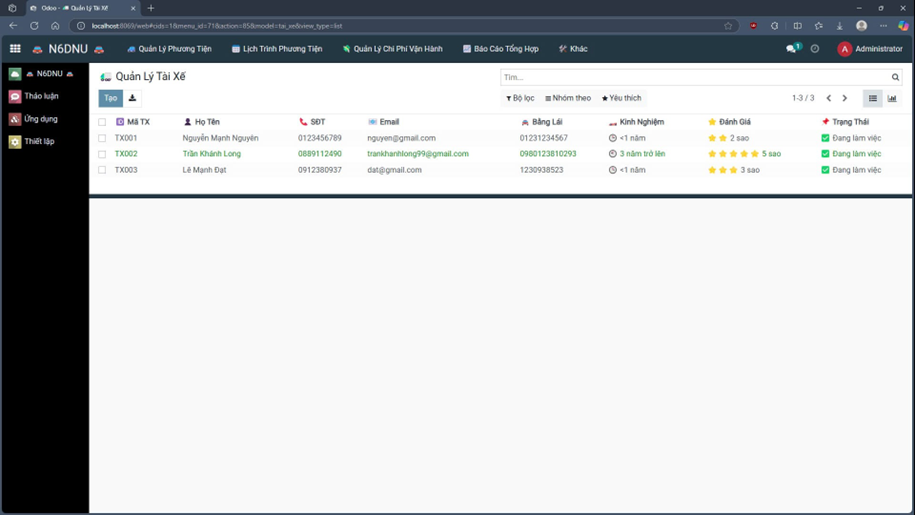 Odoo - Quản Lý Tài Xế
localhost:8069/web#cids=1&menu_id=71&action=85&model=tai_xe&view_type=list
N6DNU
Quản Lý Phương Tiện
Lịch Trình Phương Tiện
Quản Lý Chi Phí Vận Hành
Báo Cáo Tổng Hợp
Khác
1
A Administrator
N6DNU
Thảo luận
Ứng dụng
Thiết lập
Quản Lý Tài Xế
Tìm...
Tạo
Bộ lọc
Nhóm theo
Yêu thích
1-3 / 3
Mã TX Họ Tên SĐT Email Bằng Lái Kinh Nghiệm Đánh Giá Trạng Thái
TX001 Nguyễn Mạnh Nguyên 0123456789 nguyen@gmail.com 01231234567 <1 năm 2 sao Đang làm việc
TX002 Trần Khánh Long 0889112490 trankhanhlong99@gmail.com 0980123810293 3 năm trở lên 5 sao Đang làm việc
TX003 Lê Mạnh Đạt 0912380937 dat@gmail.com 1230938523 <1 năm 3 sao Đang làm việc